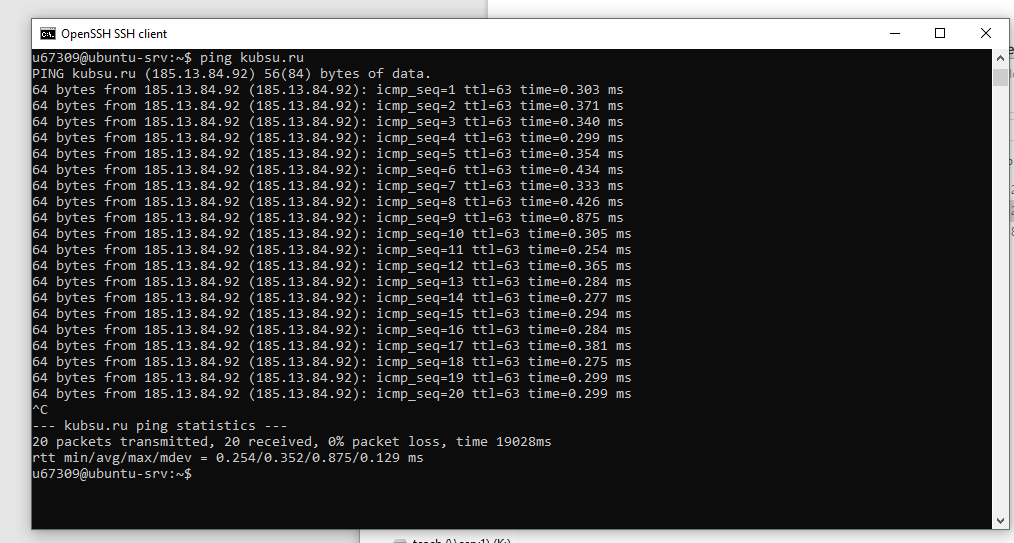 OpenSSH SSH client
u67309@ubuntu-srv:~$ ping kubsu.ru
PING kubsu.ru (185.13.84.92) 56(84) bytes of data.
64 bytes from 185.13.84.92 (185.13.84.92): icmp_seq=1 ttl=63 time=0.303 ms
64 bytes from 185.13.84.92 (185.13.84.92): icmp_seq=2 ttl=63 time=0.371 ms
64 bytes from 185.13.84.92 (185.13.84.92): icmp_seq=3 ttl=63 time=0.340 ms
64 bytes from 185.13.84.92 (185.13.84.92): icmp_seq=4 ttl=63 time=0.299 ms
64 bytes from 185.13.84.92 (185.13.84.92): icmp_seq=5 ttl=63 time=0.354 ms
64 bytes from 185.13.84.92 (185.13.84.92): icmp_seq=6 ttl=63 time=0.434 ms
64 bytes from 185.13.84.92 (185.13.84.92): icmp_seq=7 ttl=63 time=0.333 ms
64 bytes from 185.13.84.92 (185.13.84.92): icmp_seq=8 ttl=63 time=0.426 ms
64 bytes from 185.13.84.92 (185.13.84.92): icmp_seq=9 ttl=63 time=0.875 ms
64 bytes from 185.13.84.92 (185.13.84.92): icmp_seq=10 ttl=63 time=0.305 ms
64 bytes from 185.13.84.92 (185.13.84.92): icmp_seq=11 ttl=63 time=0.254 ms
64 bytes from 185.13.84.92 (185.13.84.92): icmp_seq=12 ttl=63 time=0.365 ms
64 bytes from 185.13.84.92 (185.13.84.92): icmp_seq=13 ttl=63 time=0.284 ms
64 bytes from 185.13.84.92 (185.13.84.92): icmp_seq=14 ttl=63 time=0.277 ms
64 bytes from 185.13.84.92 (185.13.84.92): icmp_seq=15 ttl=63 time=0.294 ms
64 bytes from 185.13.84.92 (185.13.84.92): icmp_seq=16 ttl=63 time=0.284 ms
64 bytes from 185.13.84.92 (185.13.84.92): icmp_seq=17 ttl=63 time=0.381 ms
64 bytes from 185.13.84.92 (185.13.84.92): icmp_seq=18 ttl=63 time=0.275 ms
64 bytes from 185.13.84.92 (185.13.84.92): icmp_seq=19 ttl=63 time=0.299 ms
64 bytes from 185.13.84.92 (185.13.84.92): icmp_seq=20 ttl=63 time=0.299 ms
^C
--- kubsu.ru ping statistics ---
20 packets transmitted, 20 received, 0% packet loss, time 19028ms
rtt min/avg/max/mdev = 0.254/0.352/0.875/0.129 ms
u67309@ubuntu-srv:~$